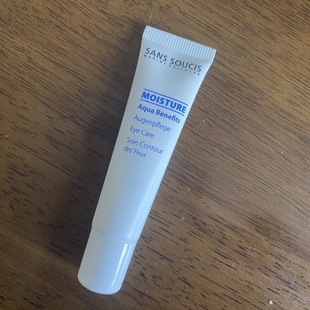 SANS SOUCIS
MOISTURE
Aqua Benefits
Augenpflege
Eye Care
Soin Contour
des Yeux